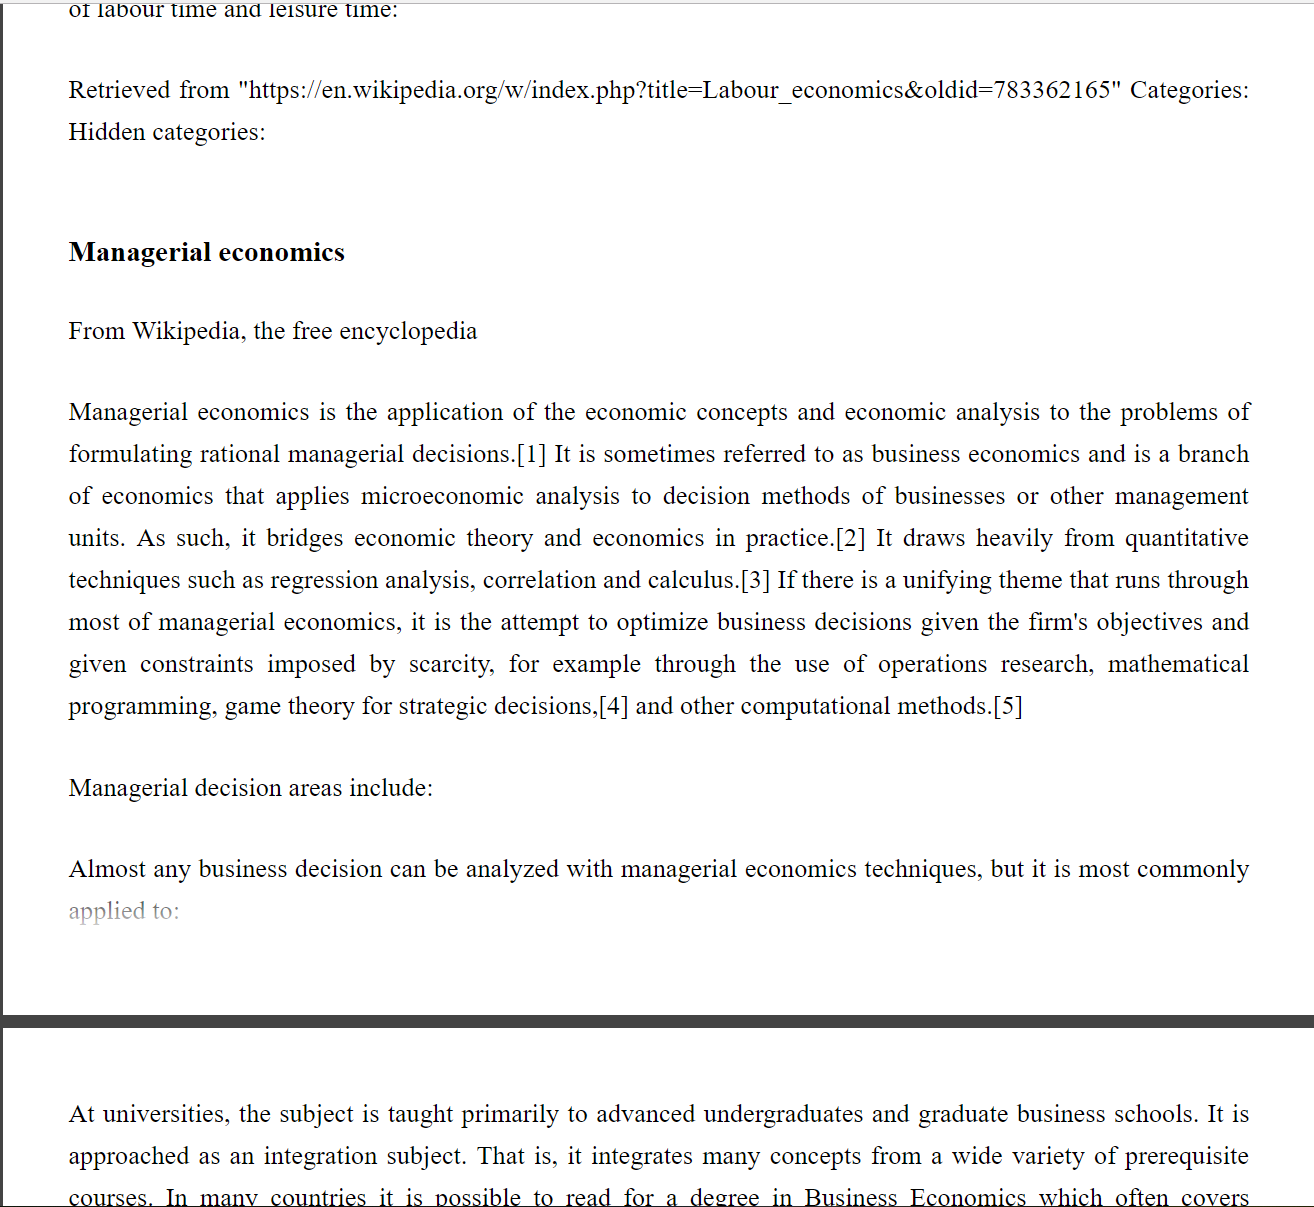 of labour time and leisure time:
Retrieved from "https://en.wikipedia.org/w/index.php?title=Labour_economics&oldid=783362165" Categories:
Hidden categories:
Managerial economics
From Wikipedia, the free encyclopedia
Managerial economics is the application of the economic concepts and economic analysis to the problems of
formulating rational managerial decisions.[1] It is sometimes referred to as business economics and is a branch
of economics that applies microeconomic analysis to decision methods of businesses or other management
units. As such, it bridges economic theory and economics in practice.[2] It draws heavily from quantitative
techniques such as regression analysis, correlation and calculus.[3] If there is a unifying theme that runs through
most of managerial economics, it is the attempt to optimize business decisions given the firm's objectives and
given constraints imposed by scarcity, for example through the use of operations research, mathematical
programming, game theory for strategic decisions,[4] and other computational methods.[5]
Managerial decision areas include:
Almost any business decision can be analyzed with managerial economics techniques, but it is most commonly
applied to:
At universities, the subject is taught primarily to advanced undergraduates and graduate business schools. It is
approached as an integration subject. That is, it integrates many concepts from a wide variety of prerequisite
courses. In many countries it is possible to read for a degree in Business Economics which often covers